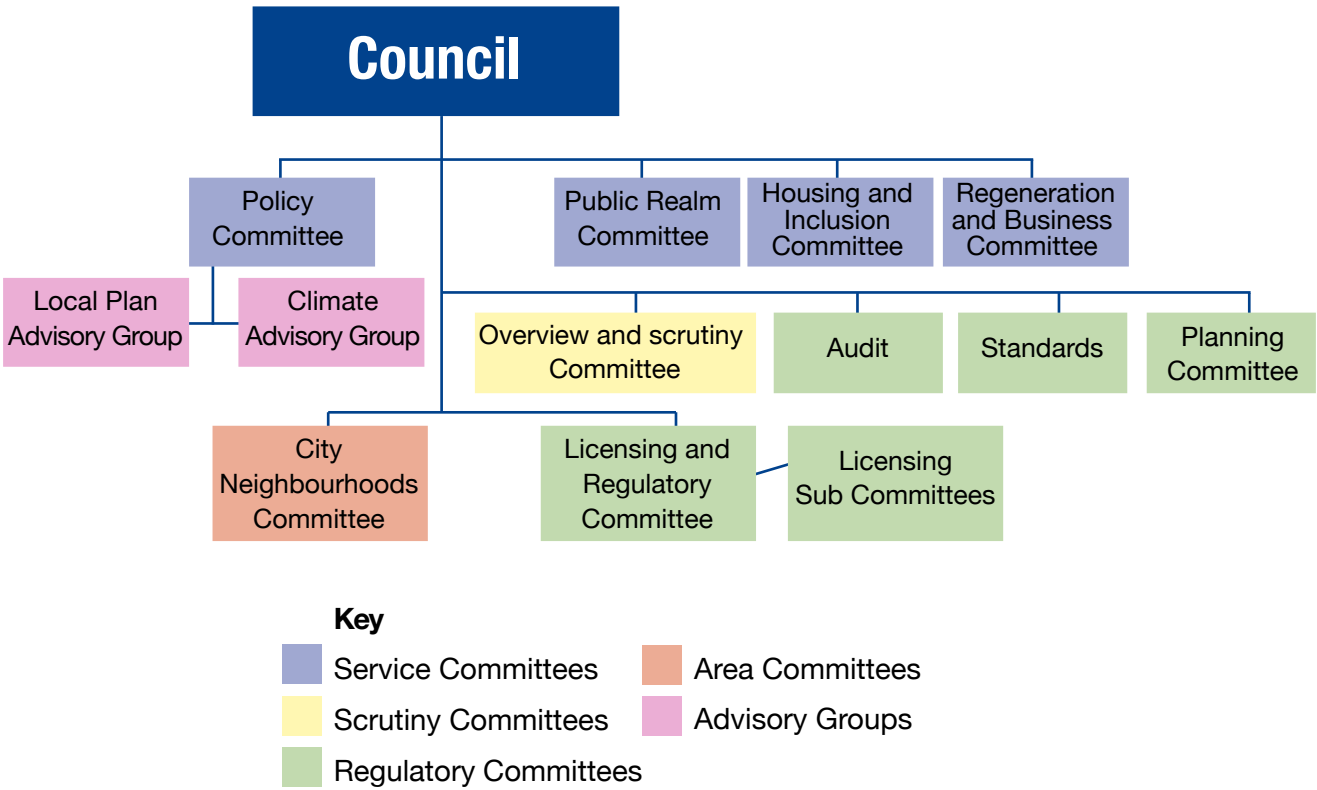 Council
Policy
Committee
Public Realm
Committee
Housing and
Inclusion
Committee
Regeneration
and Business
Committee
Local Plan
Advisory Group
Climate
Advisory Group
Overview and scrutiny
Committee
Audit
Standards
Planning
Committee
City
Neighbourhoods
Committee
Licensing and
Regulatory
Committee
Licensing
Sub Committees
Key
Service Committees
Area Committees
Scrutiny Committees
Advisory Groups
Regulatory Committees